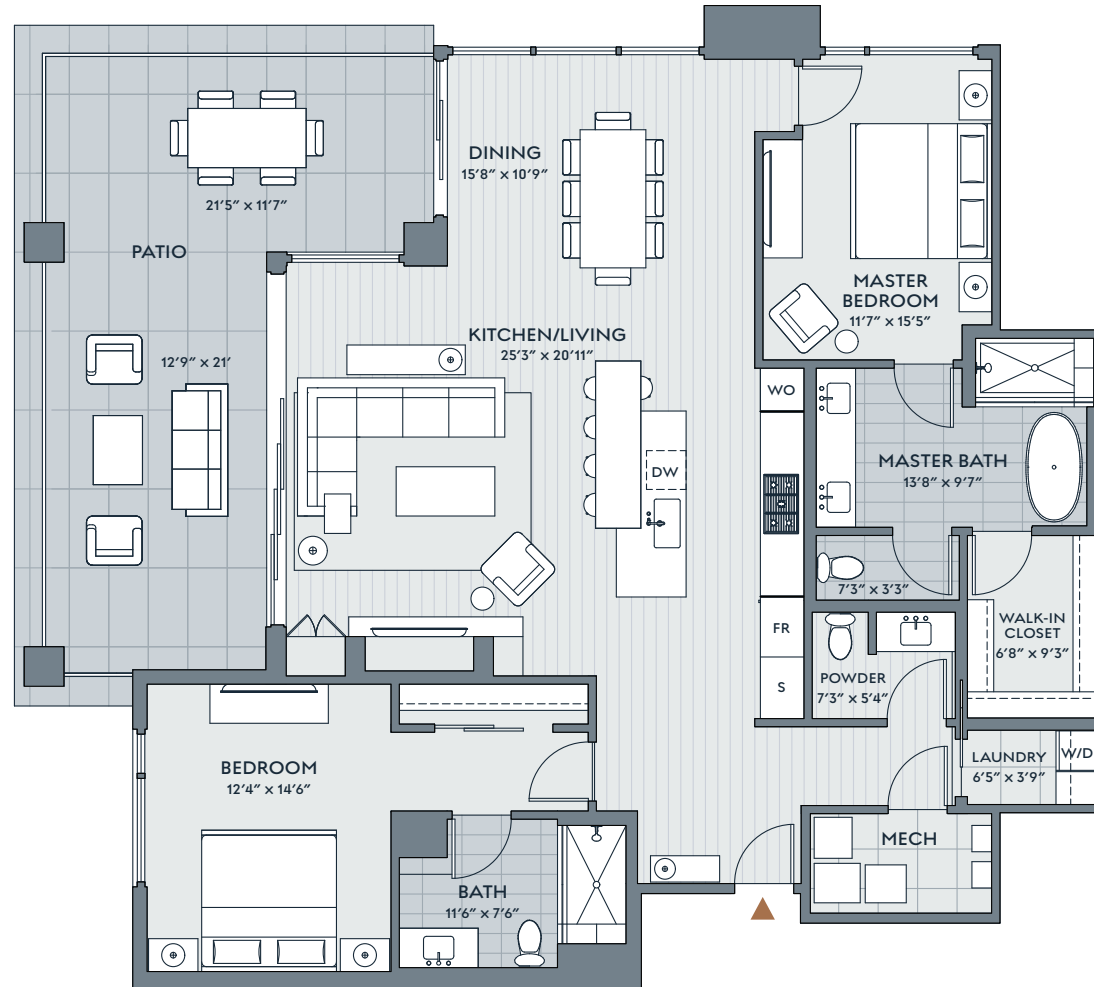 DINING
15'8" x 10'9"
21'5" x 11'7"
PATIO
MASTER
BEDROOM
11'7" x 15'5"
KITCHEN/LIVING
25'3" x 20'11"
12'9" x 21'
WO
MASTER BATH
13'8" x 9'7"
DW
7'3" x 3'3"
WALK-IN
CLOSET
6'8" x 9'3"
FR
POWDER
7'3" x 5'4"
S
LAUNDRY
6'5" x 3'9"
W/D
BEDROOM
12'4" x 14'6"
MECH
BATH
11'6" x 7'6"